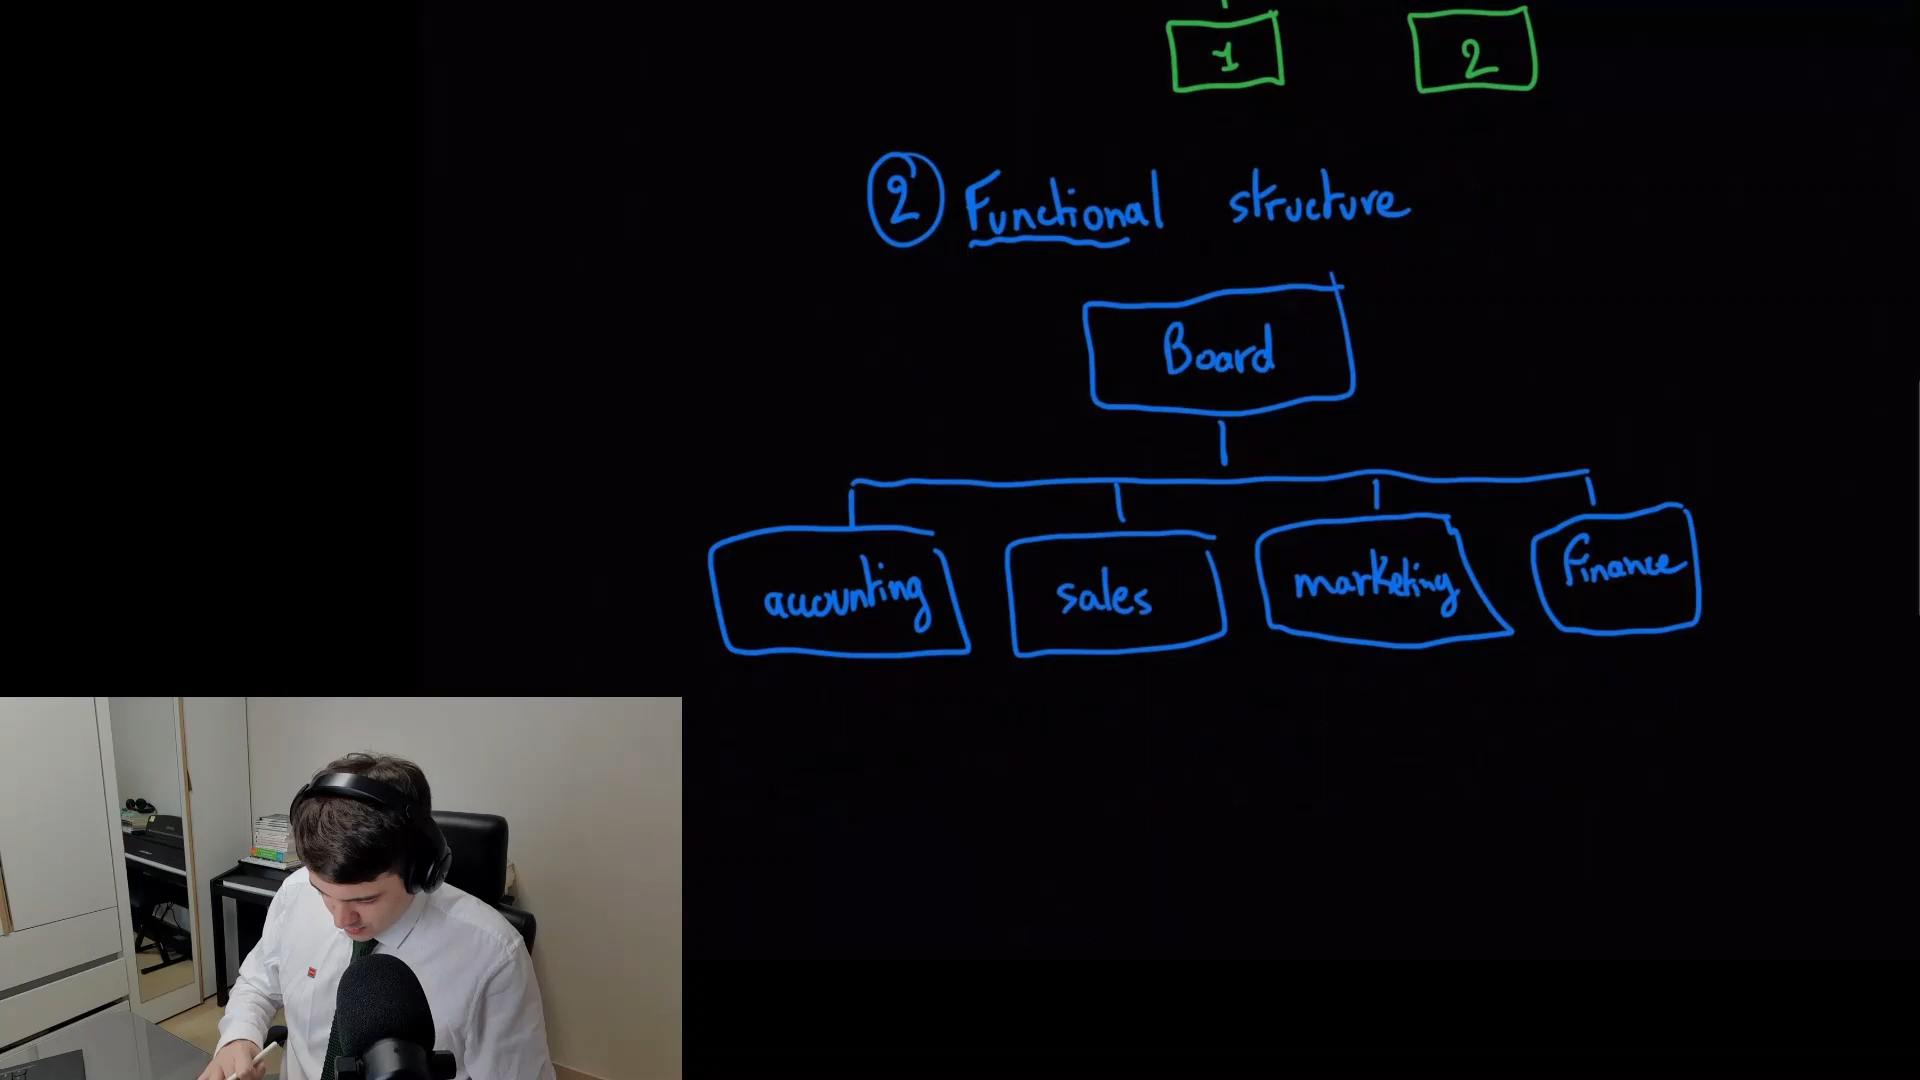 1 2
2 Functional structure
Board
accounting sales marketing finance